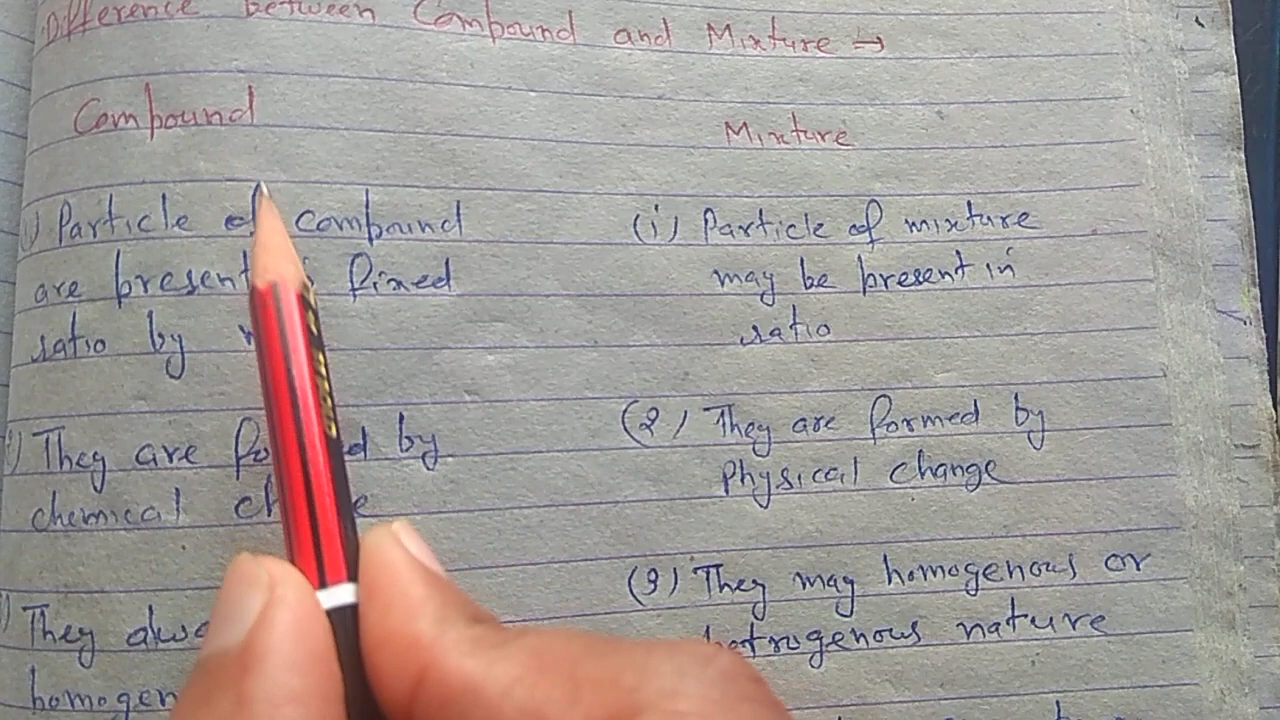 Difference between Compound and Mixture →
Compound
Mixture
i) Particle of compound
are present fixed
ratio by
(i) Particle of mixture
may be present in
ratio
They are by
chemical
(2) They are formed by
Physical change
They
(3) They may homogenous or
hetrogenous nature